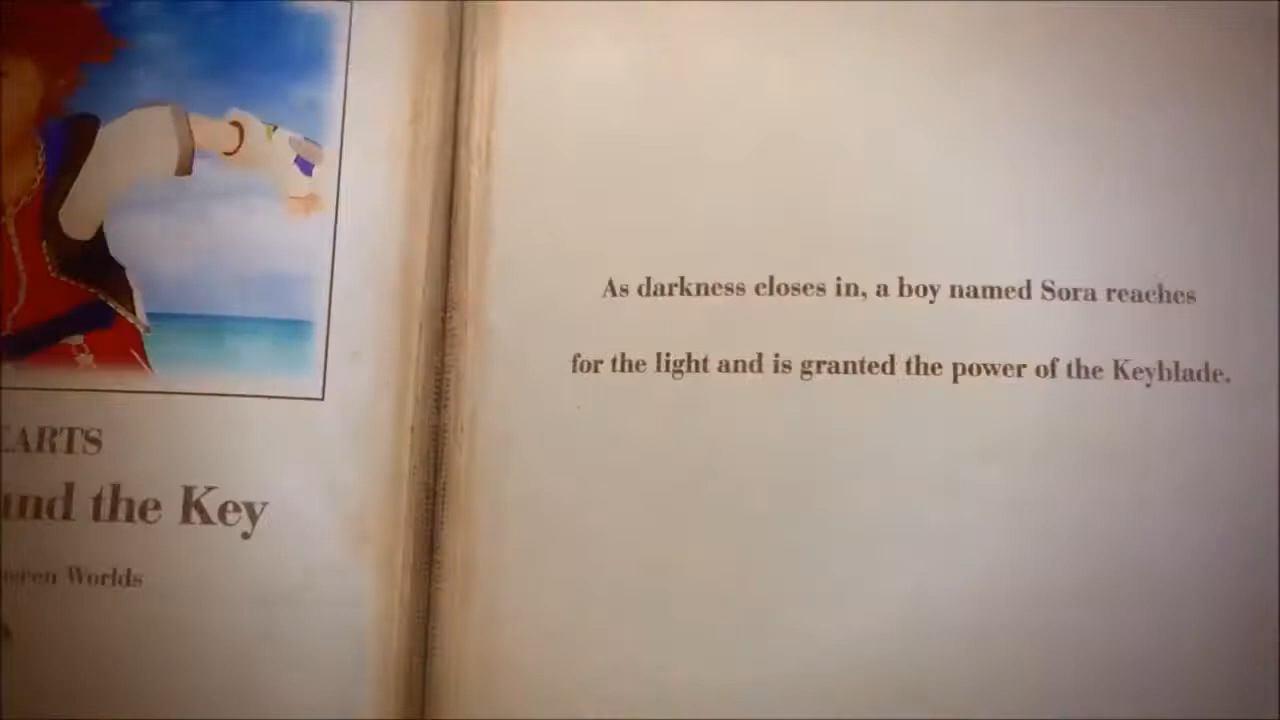 EARTS
and the Key
Worlds
As darkness closes in, a boy named Sora reaches
for the light and is granted the power of the Keyblade.